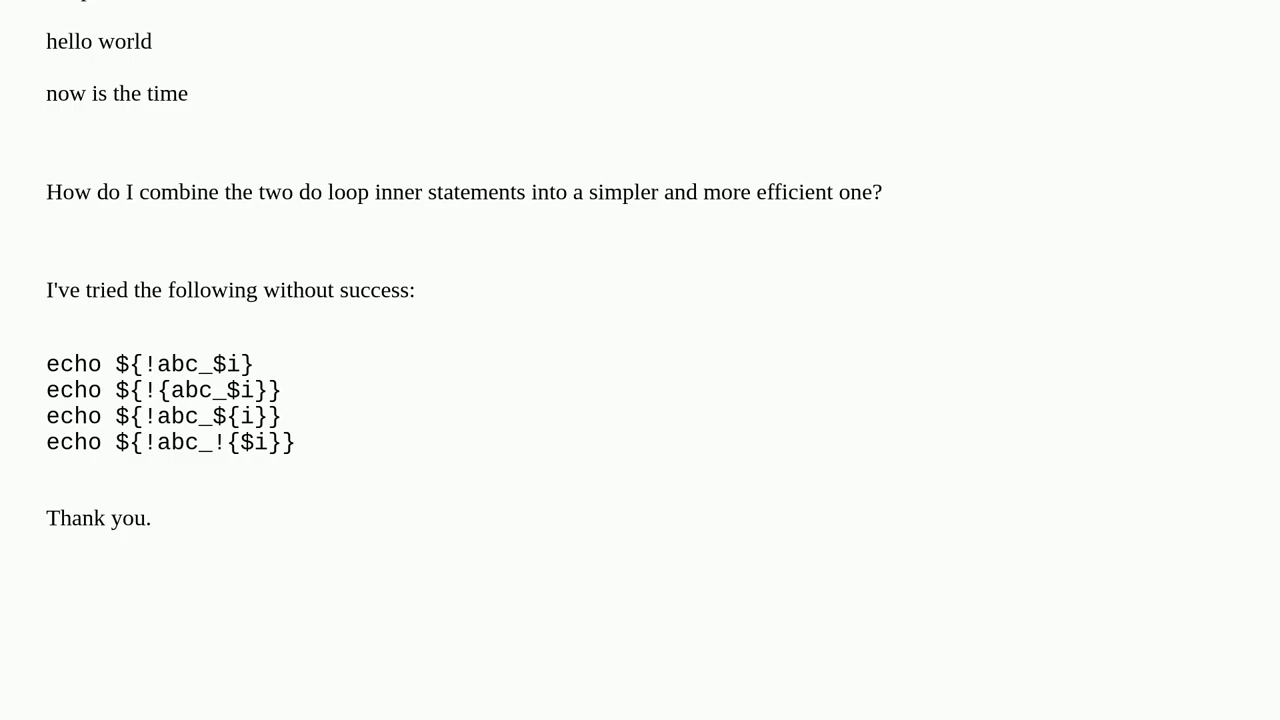 hello world
now is the time
How do I combine the two do loop inner statements into a simpler and more efficient one?
I've tried the following without success:
echo ${!abc_$i}
echo ${!{abc_$i}}
echo ${!abc_${i}}
echo ${!abc_!{$i}}
Thank you.